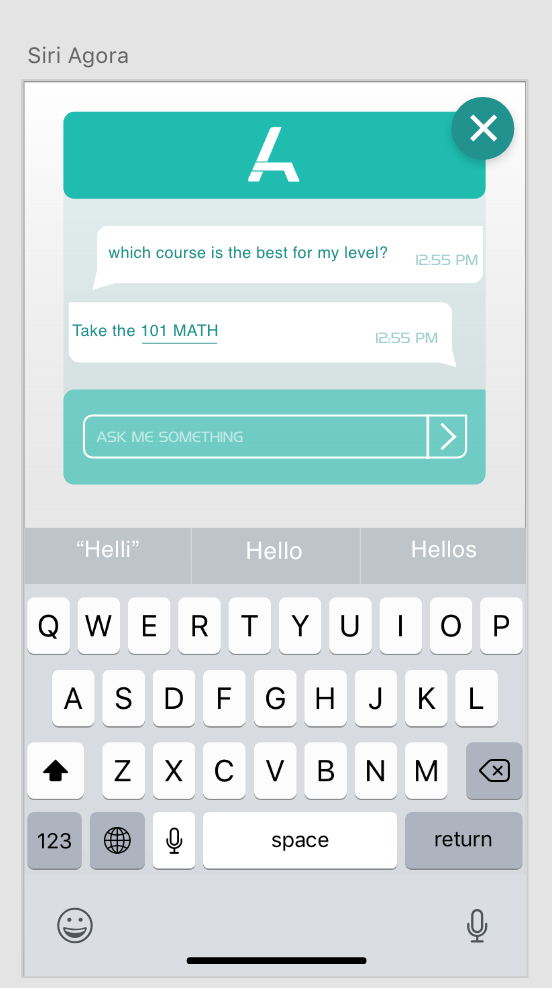 Siri Agora
which course is the best for my level?
12:55 PM
Take the 101 MATH
12:55 PM
ASK ME SOMETHING
“Helli” Hello Hellos
Q W E R T Y U I O P
A S D F G H J K L
Z X C V B N M
123 space return